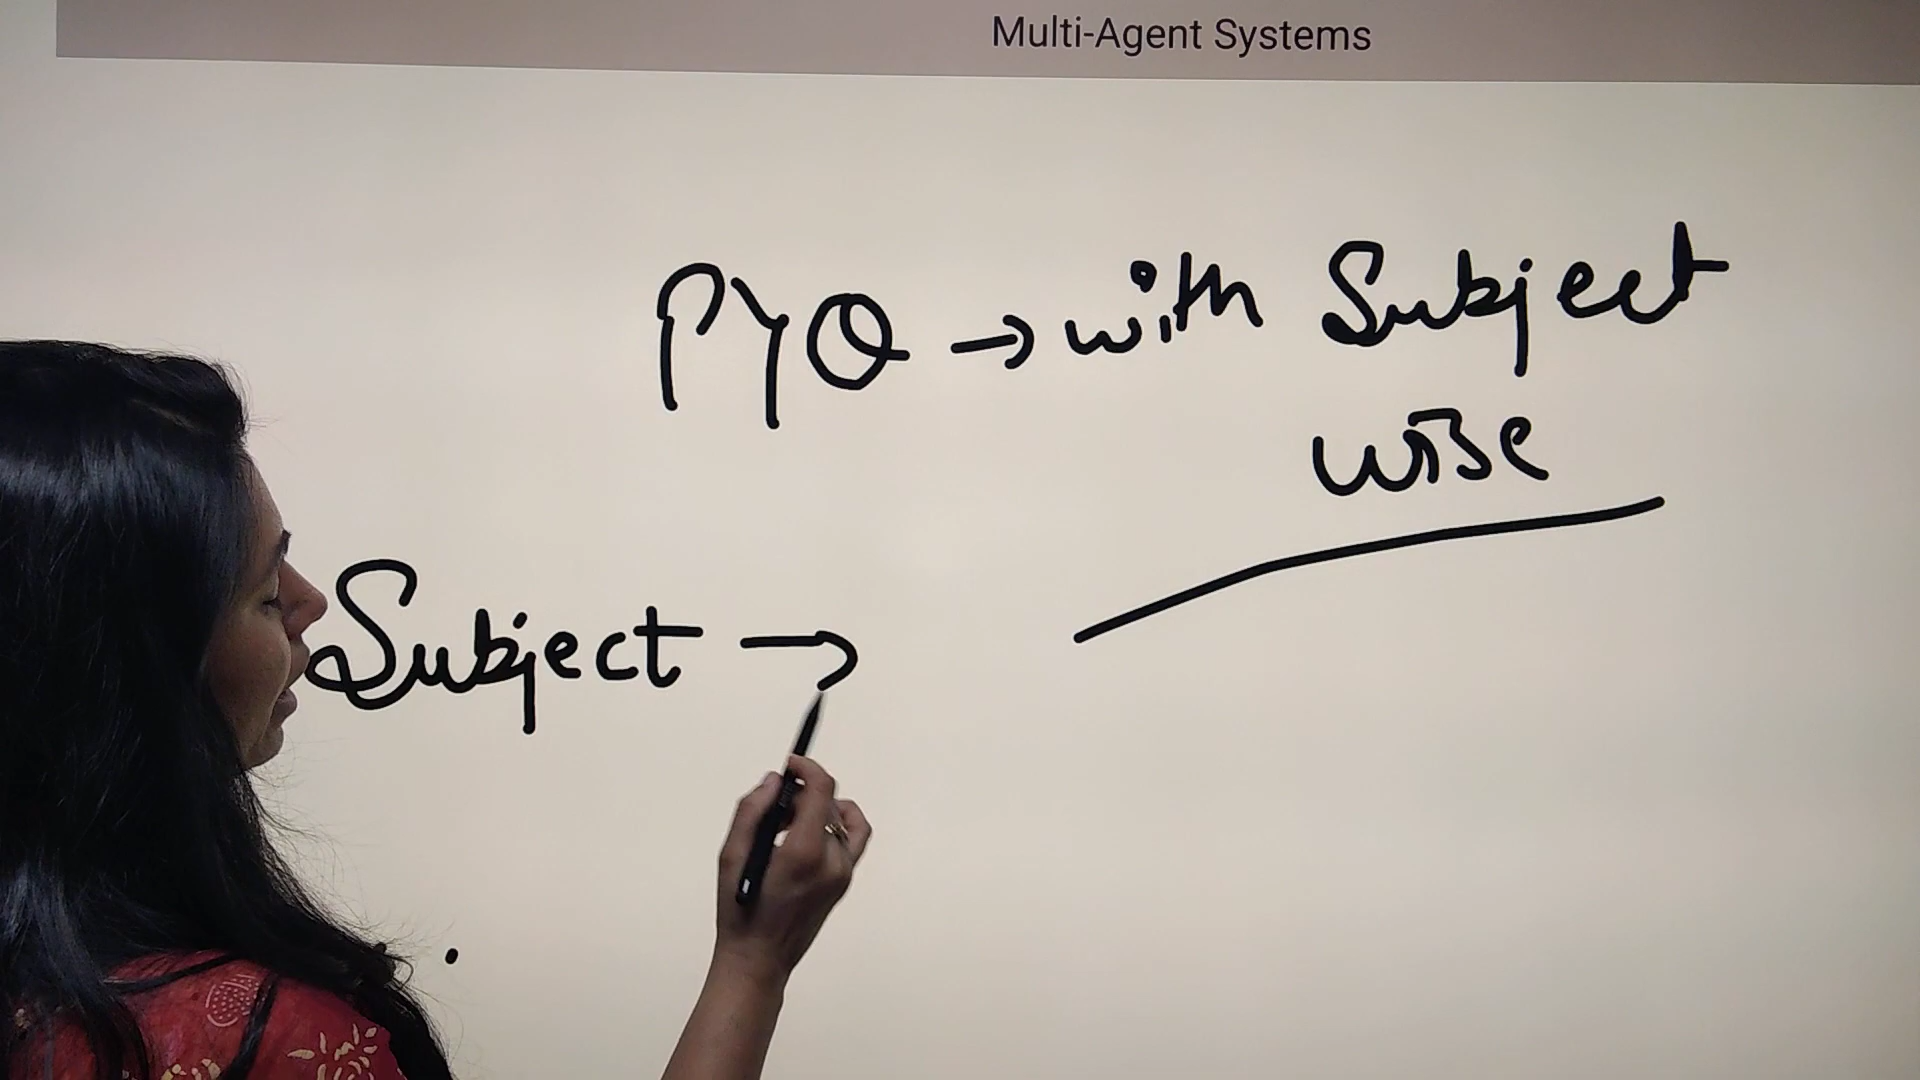 Multi-Agent Systems
PYQ → with Subject
wise
Subject →